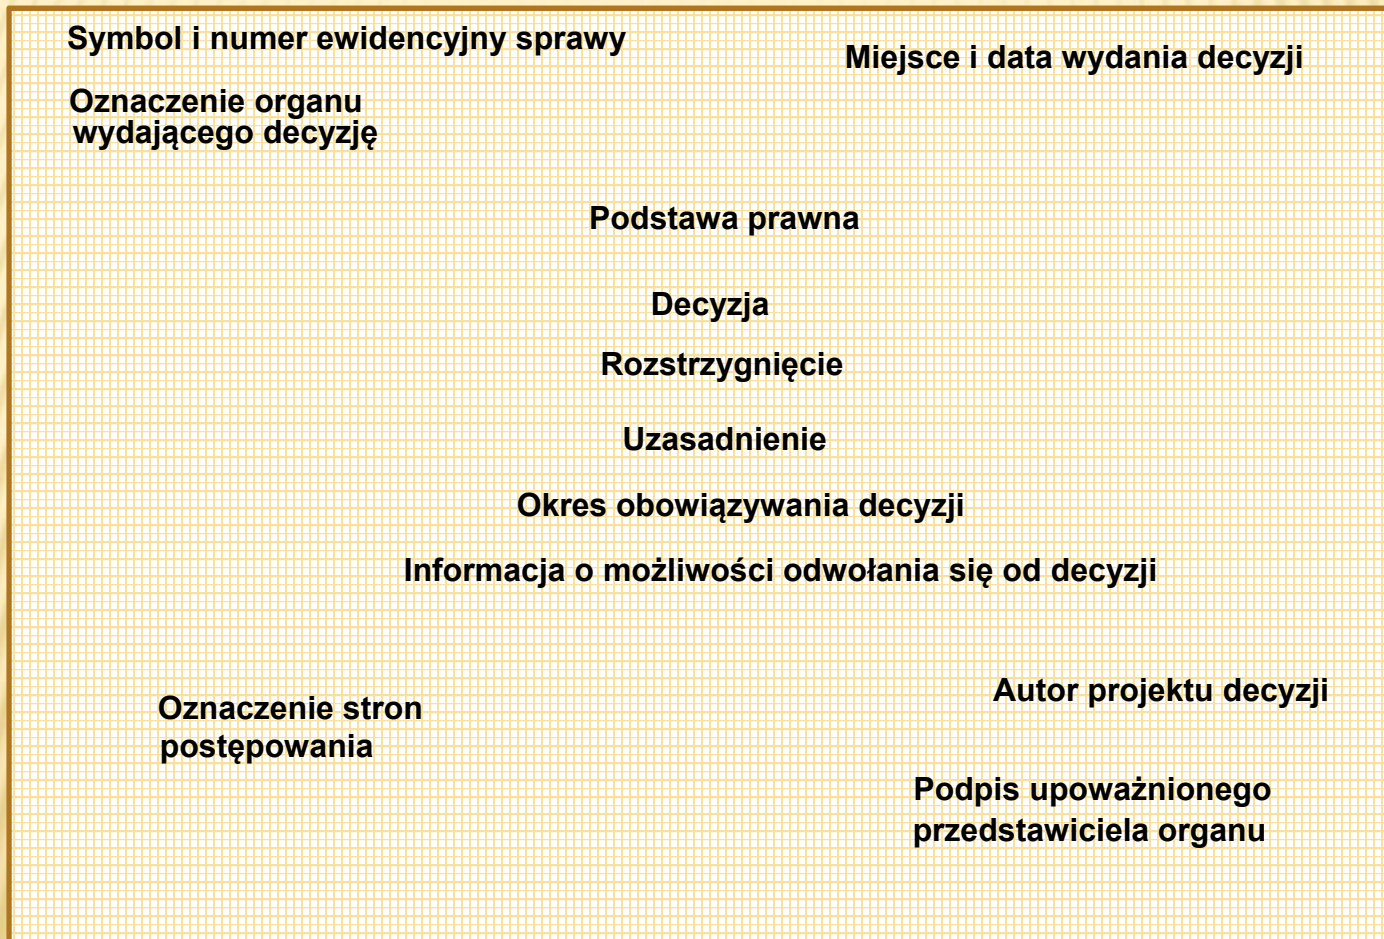 Symbol i numer ewidencyjny sprawy
Miejsce i data wydania decyzji
Oznaczenie organu
wydającego decyzję
Podstawa prawna
Decyzja
Rozstrzygnięcie
Uzasadnienie
Okres obowiązywania decyzji
Informacja o możliwości odwołania się od decyzji
Autor projektu decyzji
Oznaczenie stron
postępowania
Podpis upoważnionego
przedstawiciela organu